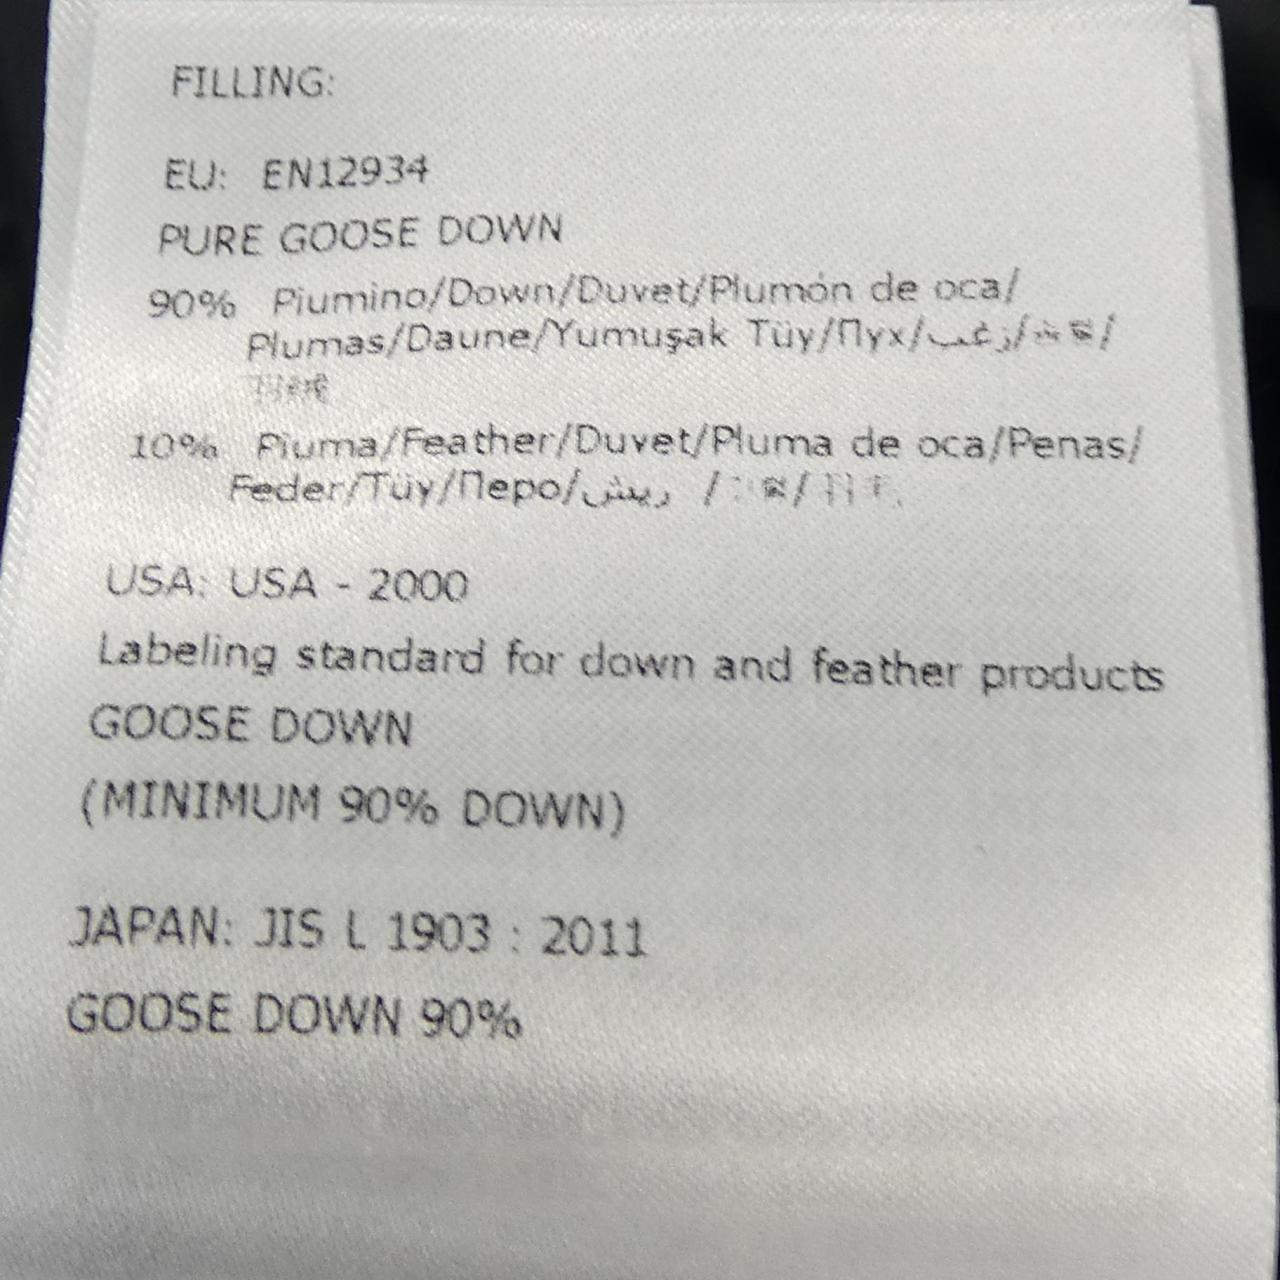 FILLING:
EU: EN12934
PURE GOOSE DOWN
90% Piumino/Down/Duvet/Plumón de oca/
Plumas/Daune/Yumuşak Tüy/Пух/زغب/
10% Piuma/Feather/Duvet/Pluma de oca/Penas/
Feder/Tüy/Перо/ريش /
USA: USA - 2000
Labeling standard for down and feather products
GOOSE DOWN
(MINIMUM 90% DOWN)
JAPAN: JIS L 1903 : 2011
GOOSE DOWN 90%